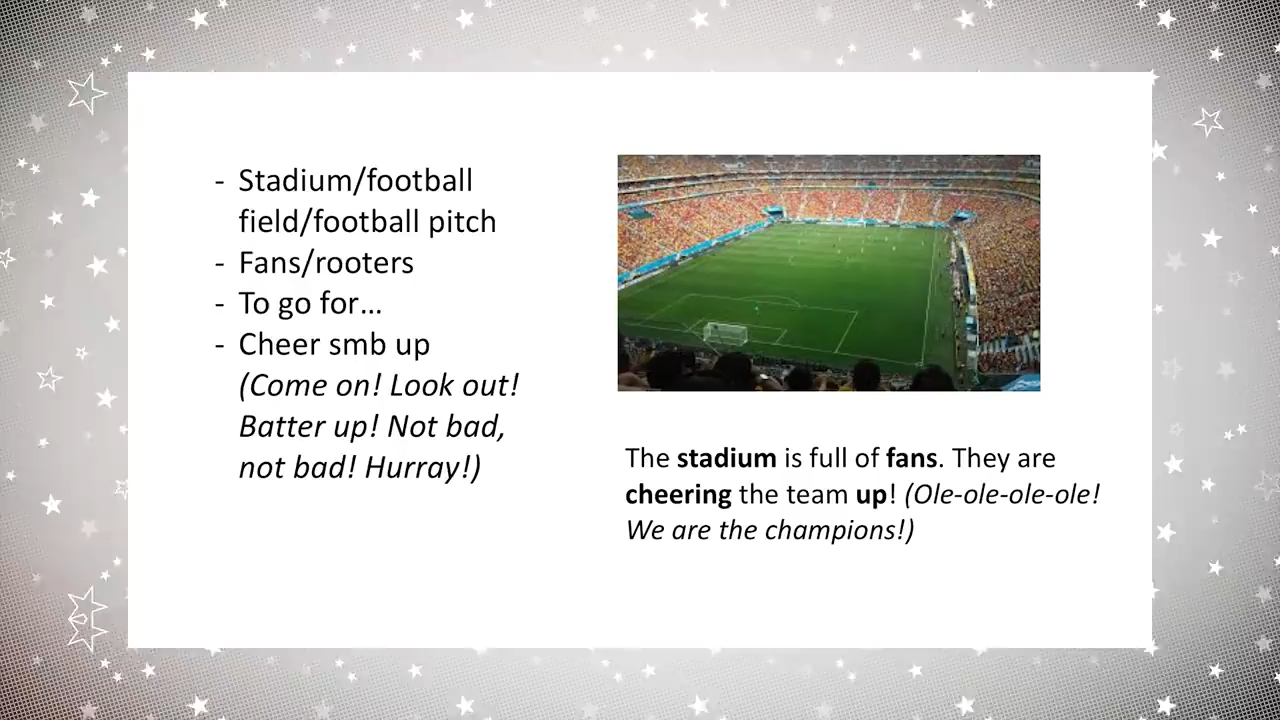 - Stadium/football
field/football pitch
- Fans/rooters
- To go for…
- Cheer smb up
(Come on! Look out!
Batter up! Not bad,
not bad! Hurray!)
The stadium is full of fans. They are
cheering the team up! (Ole-ole-ole-ole!
We are the champions!)